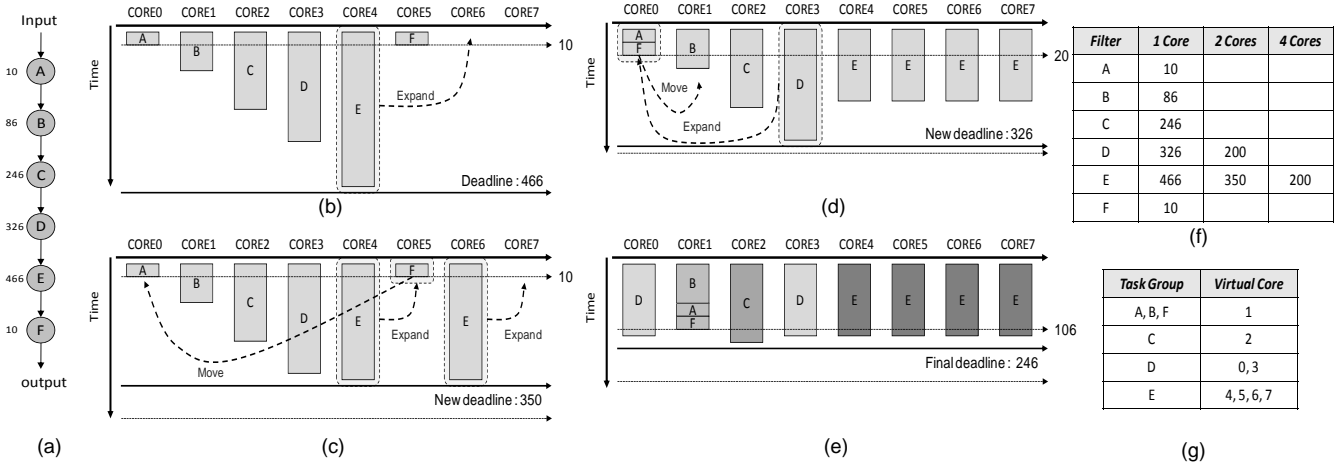 Input
10 A
86 B
246 C
326 D
466 E
10 F
output
(a)
CORE0 CORE1 CORE2 CORE3 CORE4 CORE5 CORE6 CORE7
Time
A B C D E F
10
Expand
Deadline : 466
(b)
CORE0 CORE1 CORE2 CORE3 CORE4 CORE5 CORE6 CORE7
Time
A B C D E F E
10
Move
Expand
Expand
New deadline : 350
(c)
CORE0 CORE1 CORE2 CORE3 CORE4 CORE5 CORE6 CORE7
Time
A
F
B C D E E E E
20
Move
Expand
New deadline : 326
(d)
CORE0 CORE1 CORE2 CORE3 CORE4 CORE5 CORE6 CORE7
Time
D B C D E E E E
A
F
106
Final deadline : 246
(e)
Filter 1 Core 2 Cores 4 Cores
A 10
B 86
C 246
D 326 200
E 466 350 200
F 10
(f)
Task Group Virtual Core
A, B, F 1
C 2
D 0, 3
E 4, 5, 6, 7
(g)